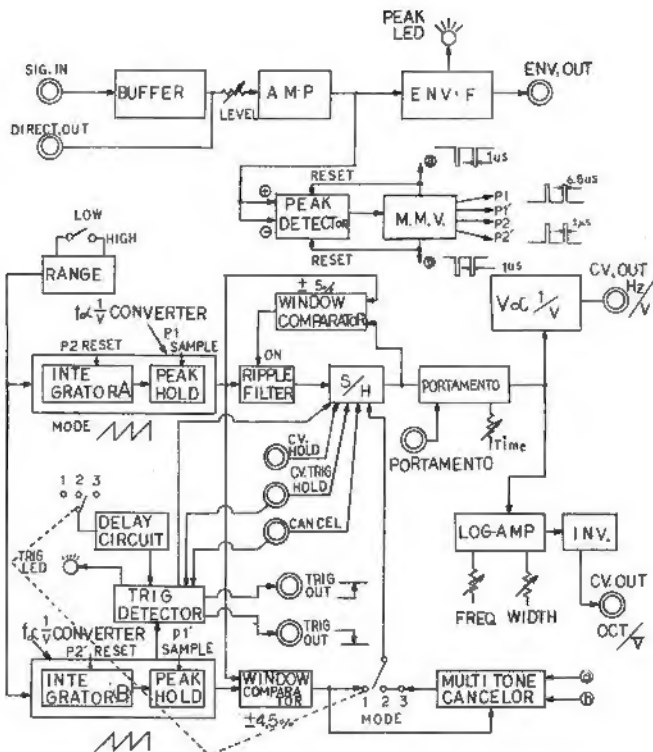 PEAK
LED
SIG. IN
BUFFER
AMP
ENV·F
ENV. OUT
DIRECT. OUT
LEVEL
ⓐ
1us
RESET
PEAK
DETECTOR
⊕
⊖
M.M.V.
P1
P1'
P2
P2'
RESET
ⓑ
1us
LOW
HIGH
RANGE
± 5%
WINDOW
COMPARATOR
V∝ 1/V
CV. OUT
Hz/V
f∝ 1/V CONVERTER
P1
P2 RESET
SAMPLE
ON
INTE
GRATOR A
PEAK
HOLD
RIPPLE
FILTER
S/H
PORTAMENTO
MODE
Time
PORTAMENTO
CV.
HOLD
CV. TRIG
HOLD
CANCEL
1 2 3
DELAY
CIRCUIT
TRIG
LED
TRIG
DETECTOR
TRIG
OUT
TRIG
OUT
LOG-AMP
INV.
FREQ
WIDTH
CV. OUT
OCT/V
f∝ 1/V CONVERTER
P1'
P2' RESET
SAMPLE
INTE
GRATOR B
PEAK
HOLD
WINDOW
COMPARA
TOR
±4.5%
1 2 3
MODE
MULTI TONE
CANCELOR
ⓐ
ⓑ